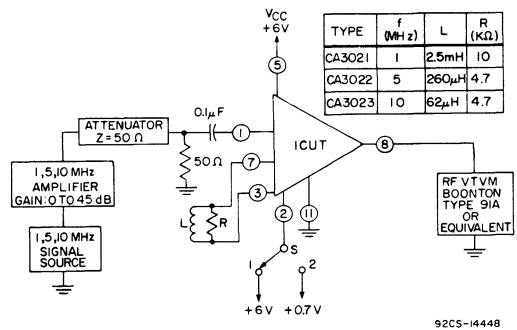 VCC
+6V
TYPE f (MHz) L R (KΩ)
CA3021 1 2.5mH 10
CA3022 5 260μH 4.7
CA3023 10 62μH 4.7
5
0.1μF
ATTENUATOR
Z=50Ω
1
ICUT
8
50Ω
7
1,5,10 MHz
AMPLIFIER
GAIN:0 TO 45 dB
3
L R
2
11
RF VTVM
BOONTON
TYPE 91A
OR
EQUIVALENT
1,5,10 MHz
SIGNAL
SOURCE
S
1 2
+6V +0.7V
92CS-14448